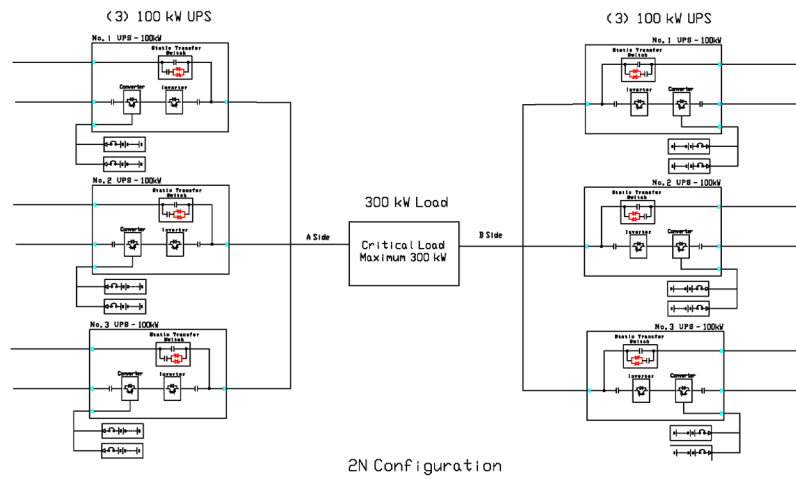 (3) 100 kW UPS
No. 1 UPS - 100kW
Static Transfer
Switch
Converter
Inverter
No. 2 UPS - 100kW
Static Transfer
Switch
Converter
Inverter
No. 3 UPS - 100kW
Static Transfer
Switch
Converter
Inverter
A Side
300 kW Load
Critical Load
Maximum 300 kW
B Side
(3) 100 kW UPS
No. 1 UPS - 100kW
Static Transfer
Switch
Inverter
Converter
No. 2 UPS - 100kW
Static Transfer
Switch
Inverter
Converter
No. 3 UPS - 100kW
Static Transfer
Switch
Inverter
Converter
2N Configuration